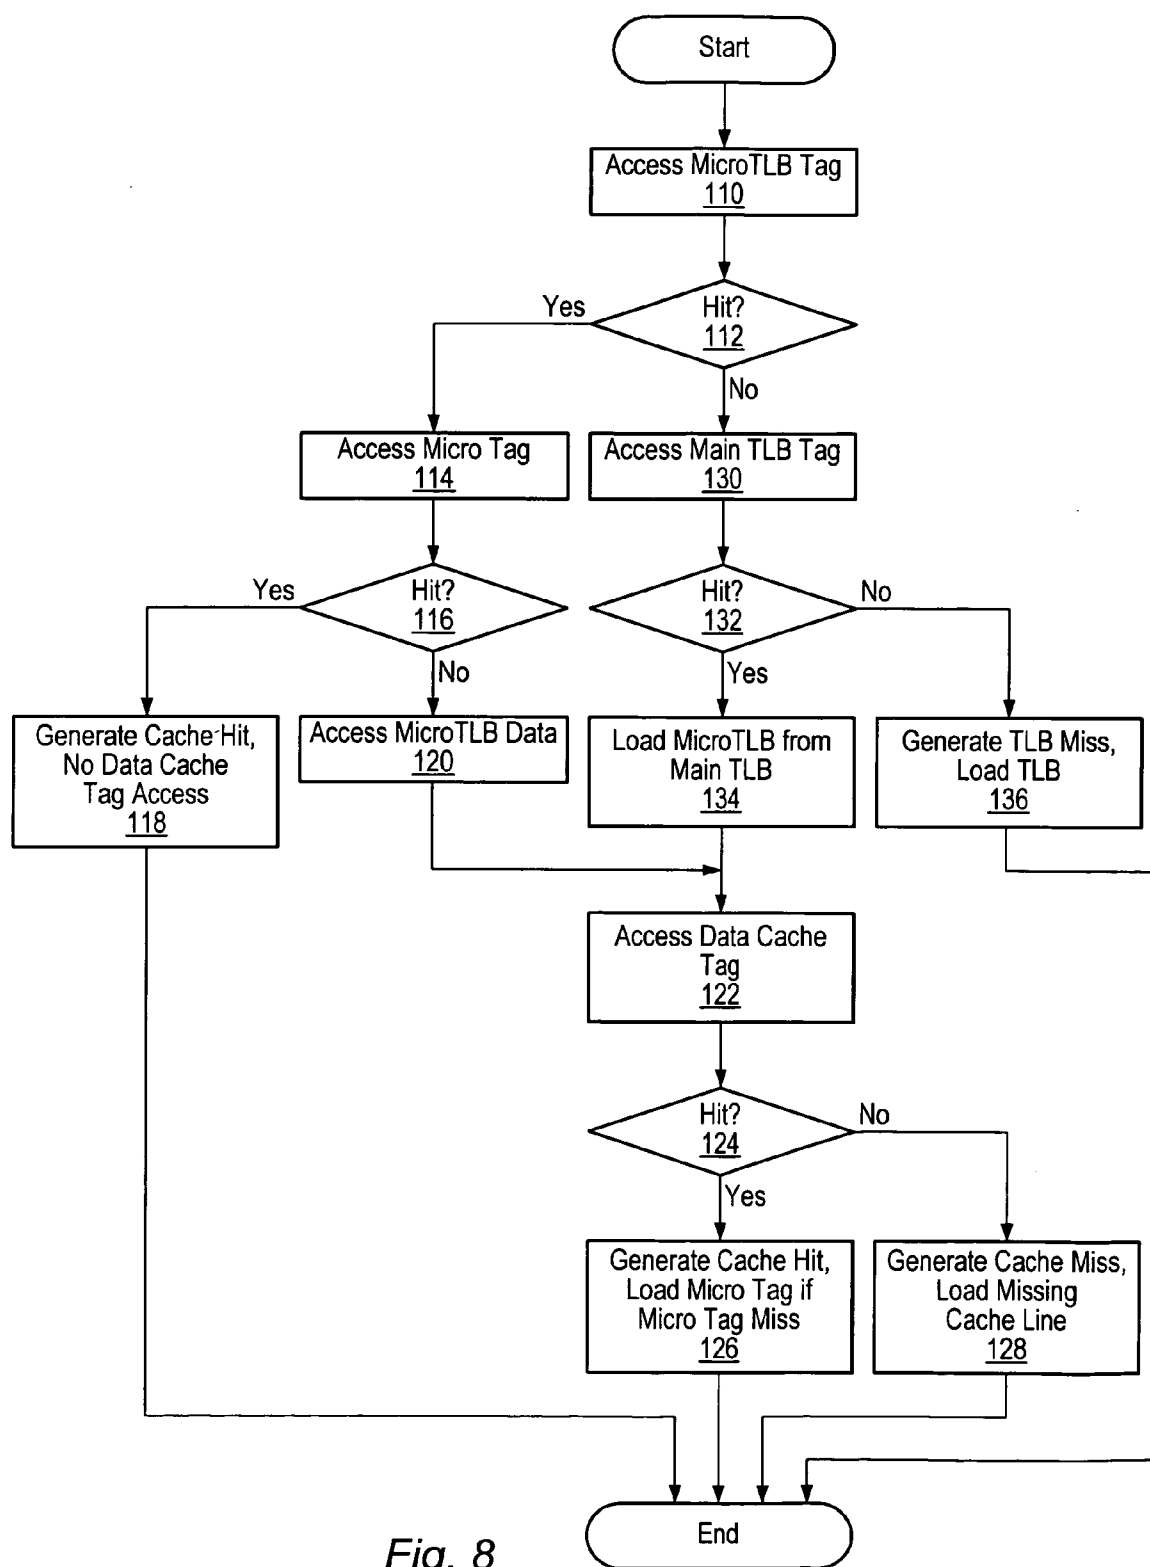 Start
Access MicroTLB Tag
110
Hit?
112
Yes
No
Access Micro Tag
114
Access Main TLB Tag
130
Hit?
116
Yes
No
Hit?
132
No
Yes
Generate Cache Hit,
No Data Cache
Tag Access
118
Access MicroTLB Data
120
Load MicroTLB from
Main TLB
134
Generate TLB Miss,
Load TLB
136
Access Data Cache
Tag
122
Hit?
124
No
Yes
Generate Cache Hit,
Load Micro Tag if
Micro Tag Miss
126
Generate Cache Miss,
Load Missing
Cache Line
128
End
Fig. 8